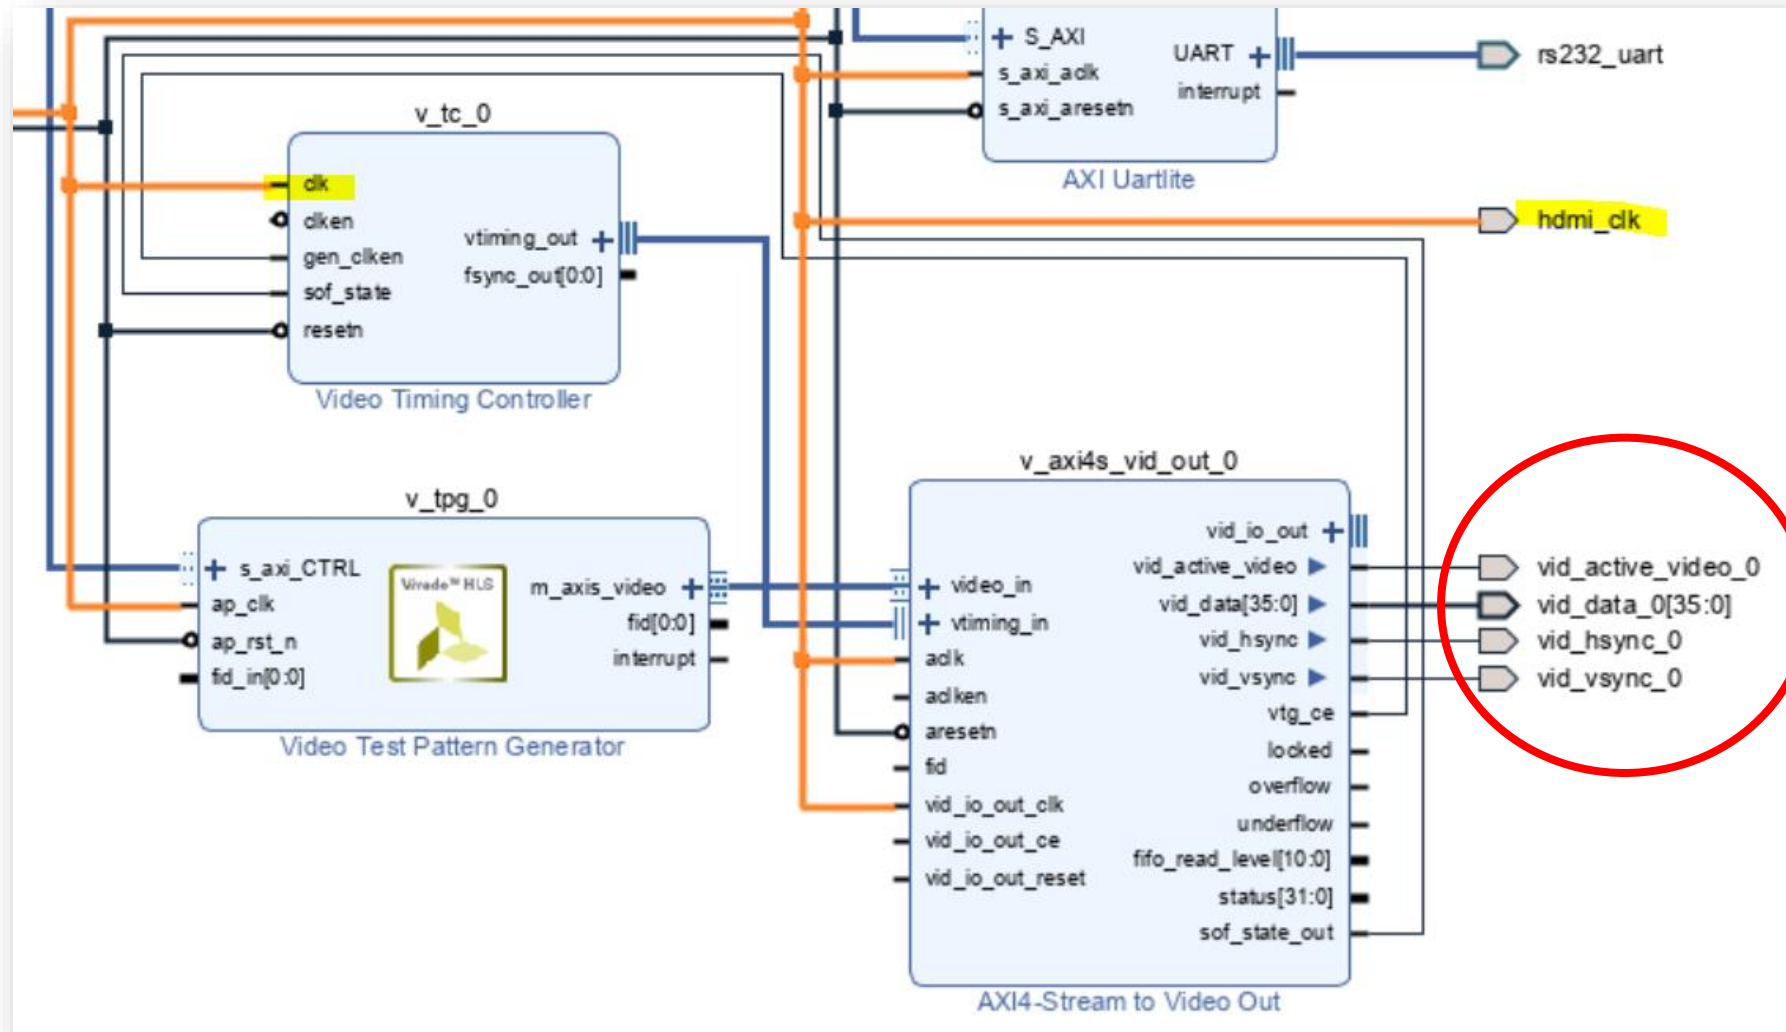 S_AXI
s_axi_aclk
s_axi_aresetn
UART
interrupt
AXI Uartlite
rs232_uart
hdmi_clk
v_tc_0
clk
clken
gen_clken
sof_state
resetn
vtiming_out
fsync_out[0:0]
Video Timing Controller
v_tpg_0
s_axi_CTRL
ap_clk
ap_rst_n
fid_in[0:0]
Vivado™ HLS
m_axis_video
fid[0:0]
interrupt
Video Test Pattern Generator
v_axi4s_vid_out_0
video_in
vtiming_in
aclk
aclken
aresetn
fid
vid_io_out_clk
vid_io_out_ce
vid_io_out_reset
vid_io_out
vid_active_video
vid_data[35:0]
vid_hsync
vid_vsync
vtg_ce
locked
overflow
underflow
fifo_read_level[10:0]
status[31:0]
sof_state_out
AXI4-Stream to Video Out
vid_active_video_0
vid_data_0[35:0]
vid_hsync_0
vid_vsync_0